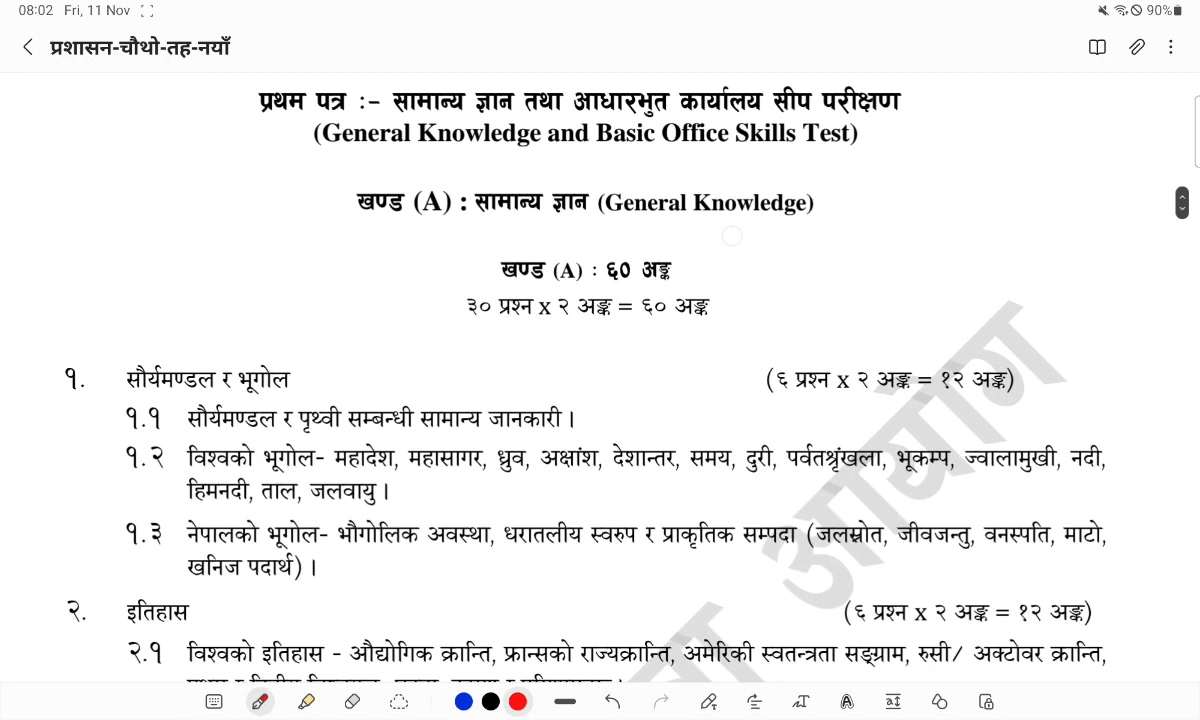 08:02 Fri, 11 Nov 90%
प्रशासन-चौथो-तह-नयाँ
प्रथम पत्र :- सामान्य ज्ञान तथा आधारभुत कार्यालय सीप परीक्षण
(General Knowledge and Basic Office Skills Test)
खण्ड (A) : सामान्य ज्ञान (General Knowledge)
खण्ड (A) : ६० अङ्क
३० प्रश्न x २ अङ्क = ६० अङ्क
१. सौर्यमण्डल र भूगोल (६ प्रश्न x २ अङ्क = १२ अङ्क)
१.१ सौर्यमण्डल र पृथ्वी सम्बन्धी सामान्य जानकारी ।
१.२ विश्वको भूगोल- महादेश, महासागर, ध्रुव, अक्षांश, देशान्तर, समय, दुरी, पर्वतश्रृंखला, भूकम्प, ज्वालामुखी, नदी,
हिमनदी, ताल, जलवायु ।
१.३ नेपालको भूगोल- भौगोलिक अवस्था, धरातलीय स्वरुप र प्राकृतिक सम्पदा (जलस्रोत, जीवजन्तु, वनस्पति, माटो,
खनिज पदार्थ) ।
२. इतिहास (६ प्रश्न x २ अङ्क = १२ अङ्क)
२.१ विश्वको इतिहास - औद्योगिक क्रान्ति, फ्रान्सको राज्यक्रान्ति, अमेरिकी स्वतन्त्रता सङ्ग्राम, रुसी/ अक्टोवर क्रान्ति,
आयोग